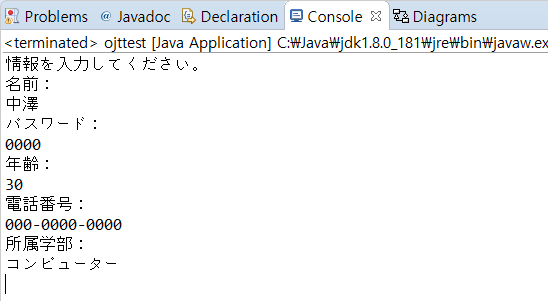 Problems @ Javadoc Declaration Console Diagrams
<terminated> ojttest [Java Application] C:₩Java₩jdk1.8.0_181₩jre₩bin₩javaw.ex
情報を入力してください。
名前：
中澤
パスワード：
0000
年齢：
30
電話番号：
000-0000-0000
所属学部：
コンピューター